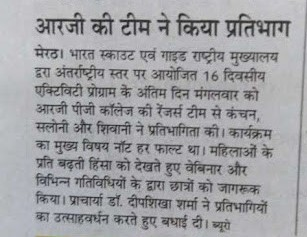 आरजी की टीम ने किया प्रतिभाग
मेरठ। भारत स्काउट एवं गाइड राष्ट्रीय मुख्यालय
द्वारा अंतर्राष्ट्रीय स्तर पर आयोजित 16 दिवसीय
एक्टिविटी प्रोग्राम के अंतिम दिन मंगलवार को
आरजी पीजी कॉलेज की रेंजर्स टीम से कंचन,
सलोनी और शिवानी ने प्रतिभागिता की। कार्यक्रम
का मुख्य विषय नॉट हर फाल्ट था। महिलाओं के
प्रति बढ़ती हिंसा को देखते हुए वेबिनार और
विभिन्न गतिविधियों के द्वारा छात्रों को जागरूक
किया। प्राचार्या डॉ. दीपशिखा शर्मा ने प्रतिभागियों
का उत्साहवर्धन करते हुए बधाई दी। ब्यूरो